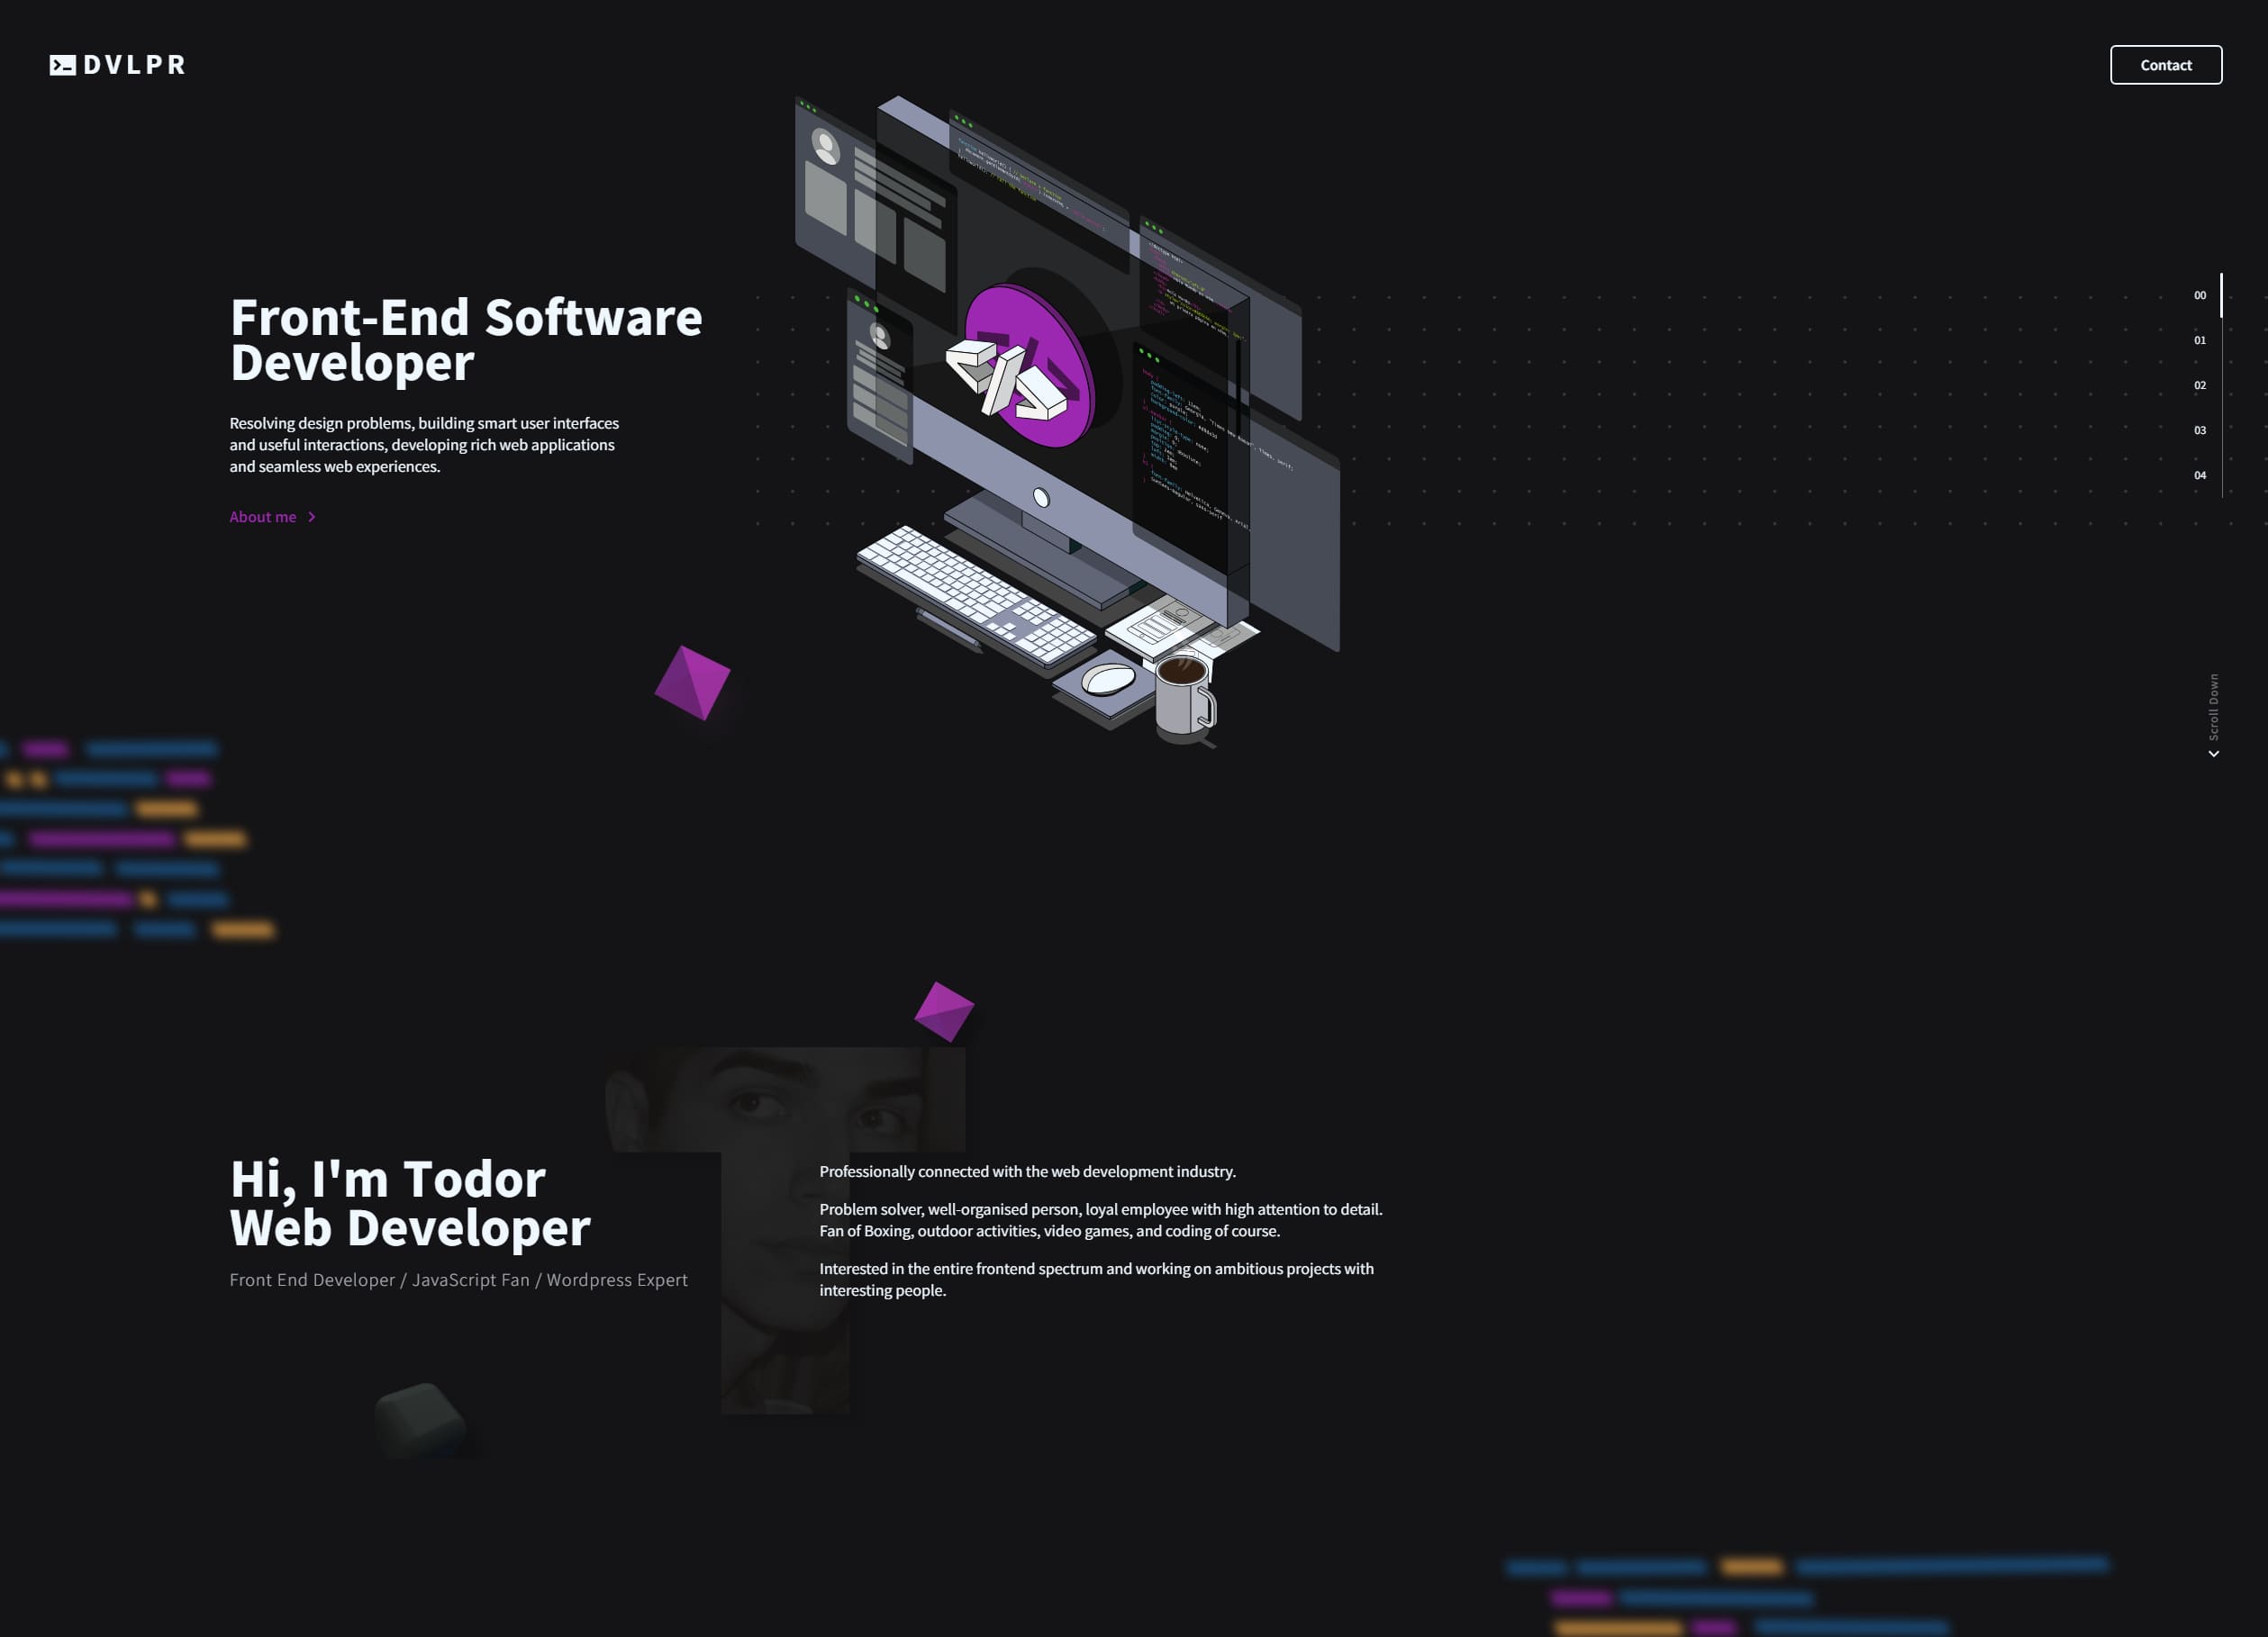 DVLPR
Contact
Front-End Software
Developer
Resolving design problems, building smart user interfaces
and useful interactions, developing rich web applications
and seamless web experiences.
About me
00
01
02
03
04
Scroll Down
Hi, I'm Todor
Web Developer
Front End Developer / JavaScript Fan / Wordpress Expert
Professionally connected with the web development industry.
Problem solver, well-organised person, loyal employee with high attention to detail.
Fan of Boxing, outdoor activities, video games, and coding of course.
Interested in the entire frontend spectrum and working on ambitious projects with
interesting people.